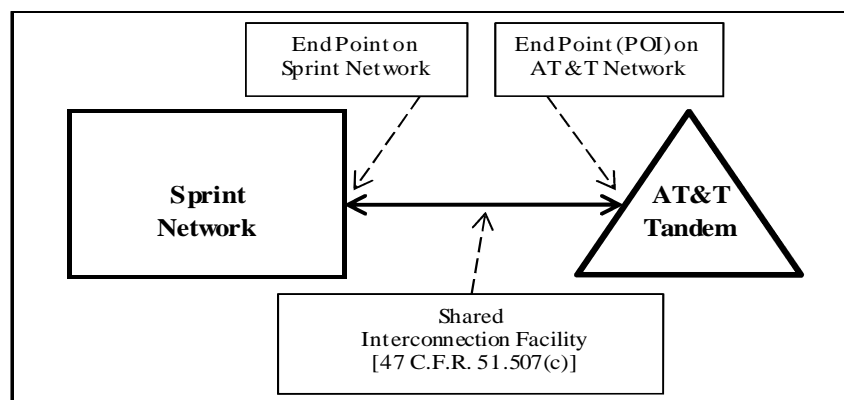 End Point on
Sprint Network
End Point (POI) on
AT&T Network
Sprint
Network
AT&T
Tandem
Shared
Interconnection Facility
[47 C.F.R. 51.507(c)]